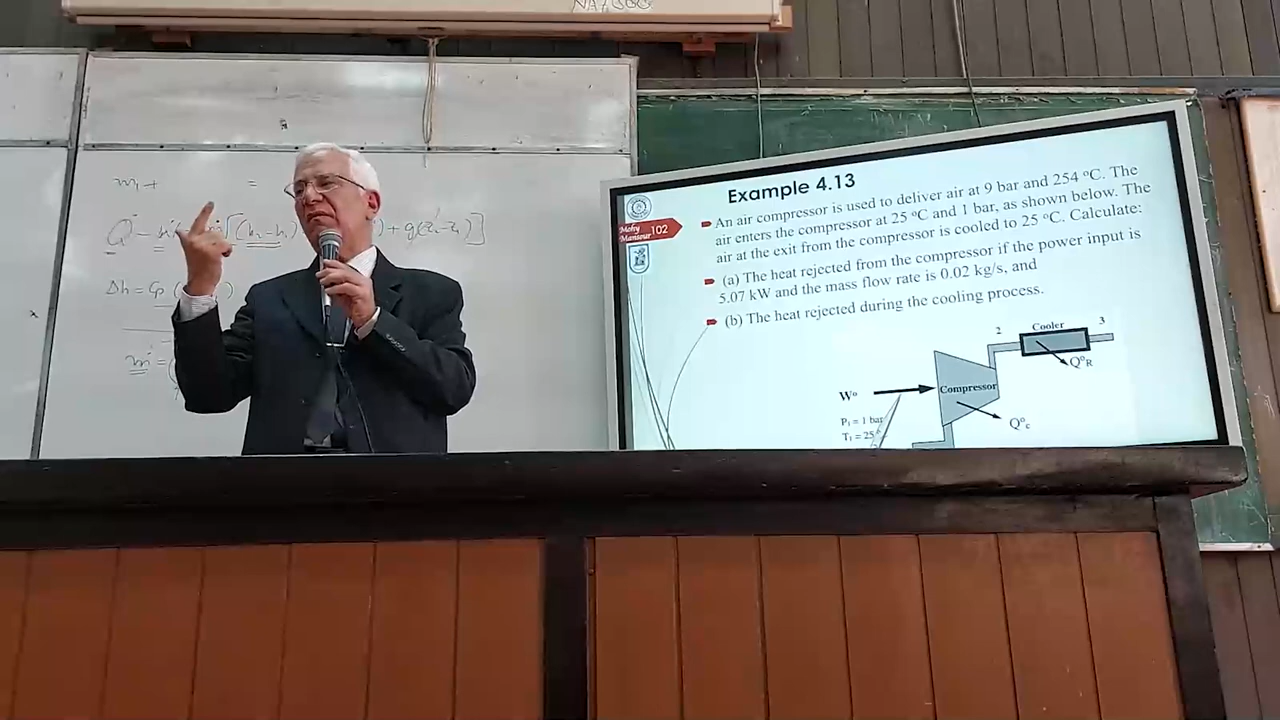 m₁ +
=
Δh = Cp (
ṁ =
Example 4.13
An air compressor is used to deliver air at 9 bar and 254 °C. The
air enters the compressor at 25 °C and 1 bar, as shown below. The
air at the exit from the compressor is cooled to 25 °C. Calculate:
(a) The heat rejected from the compressor if the power input is
5.07 kW and the mass flow rate is 0.02 kg/s, and
(b) The heat rejected during the cooling process.
Mohy
Mansour 102
2 Cooler 3
Q°R
W° Compressor
P₁ = 1 bar Q°c
T₁ = 25 °